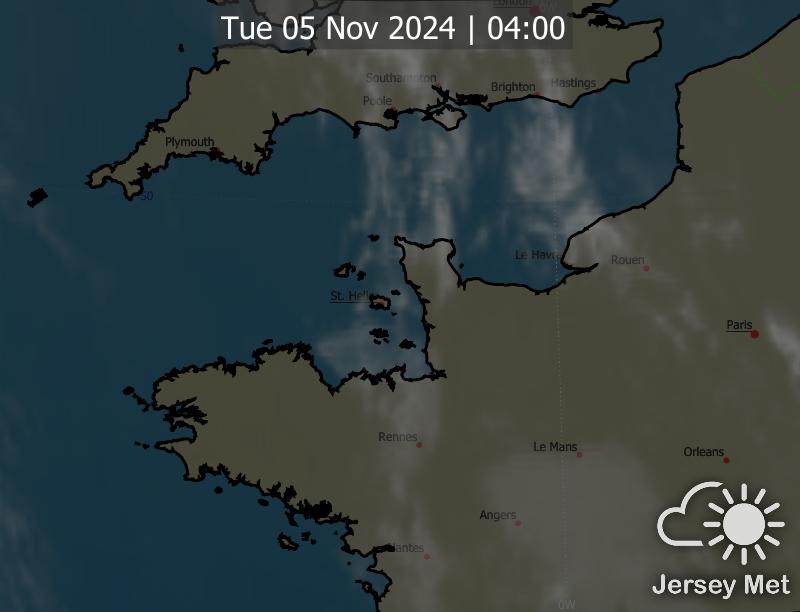 London
Tue 05 Nov 2024 | 04:00
Southampton
Brighton
Hastings
Poole
Plymouth
50
Le Havre
Rouen
St. Helier
Paris
Rennes
Le Mans
Orleans
Angers
Nantes
0W
Jersey Met